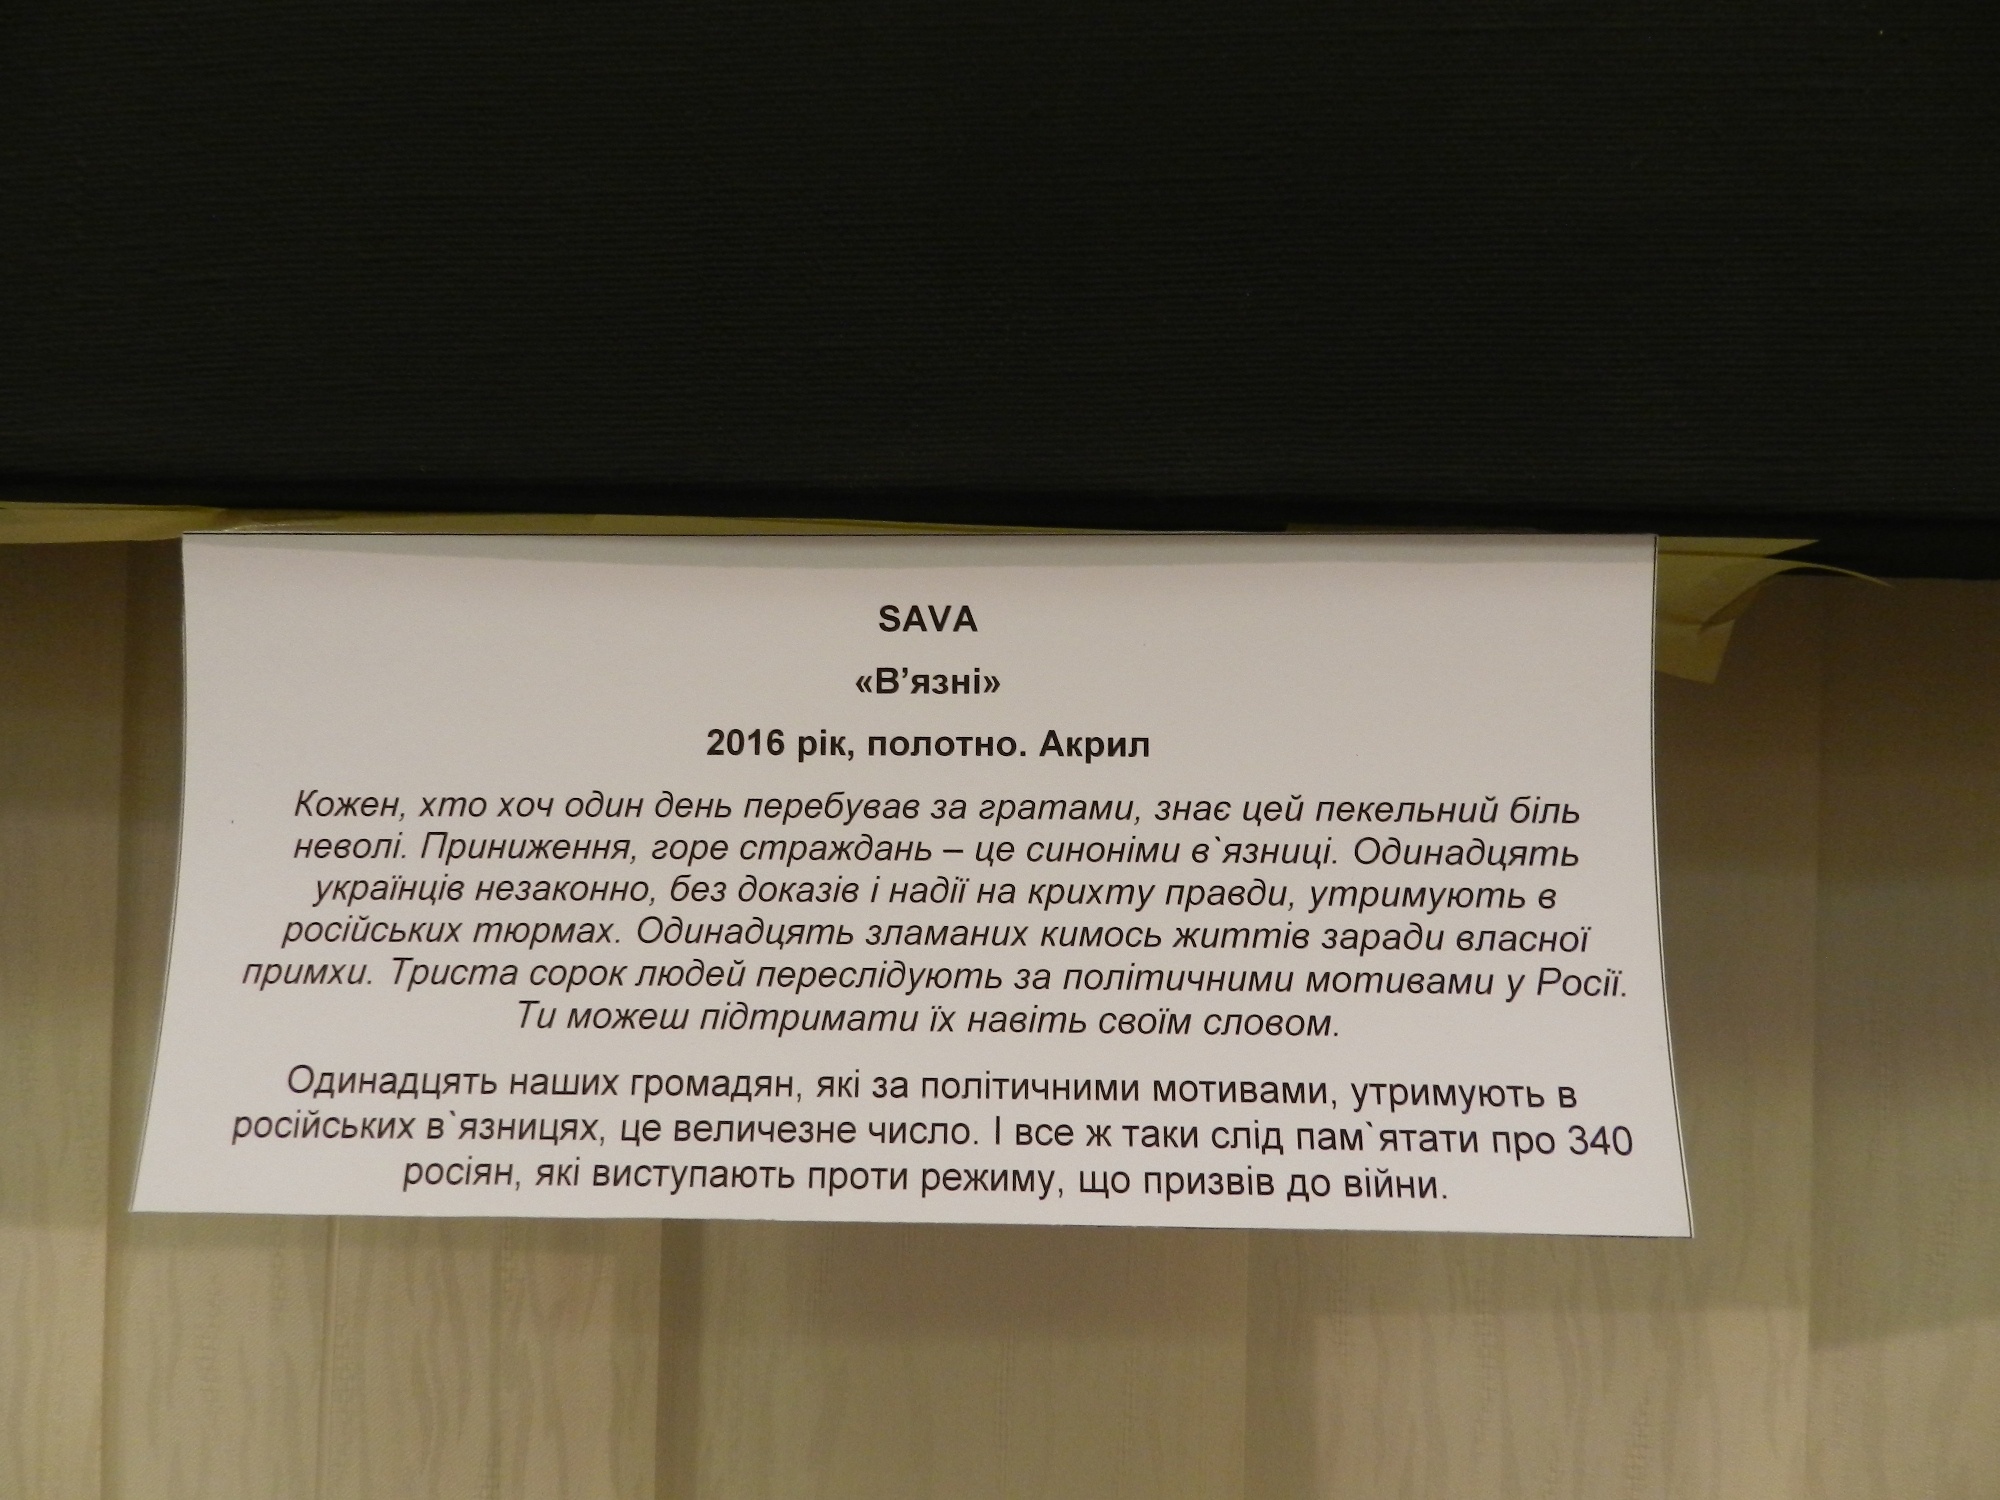 SAVA
«В’язні»
2016 рік, полотно. Акрил
Кожен, хто хоч один день перебував за гратами, знає цей пекельний біль
неволі. Приниження, горе страждань – це синоніми в`язниці. Одинадцять
українців незаконно, без доказів і надії на крихту правди, утримують в
російських тюрмах. Одинадцять зламаних кимось життів заради власної
примхи. Триста сорок людей переслідують за політичними мотивами у Росії.
Ти можеш підтримати їх навіть своїм словом.
Одинадцять наших громадян, які за політичними мотивами, утримують в
російських в`язницях, це величезне число. І все ж таки слід пам`ятати про 340
росіян, які виступають проти режиму, що призвів до війни.